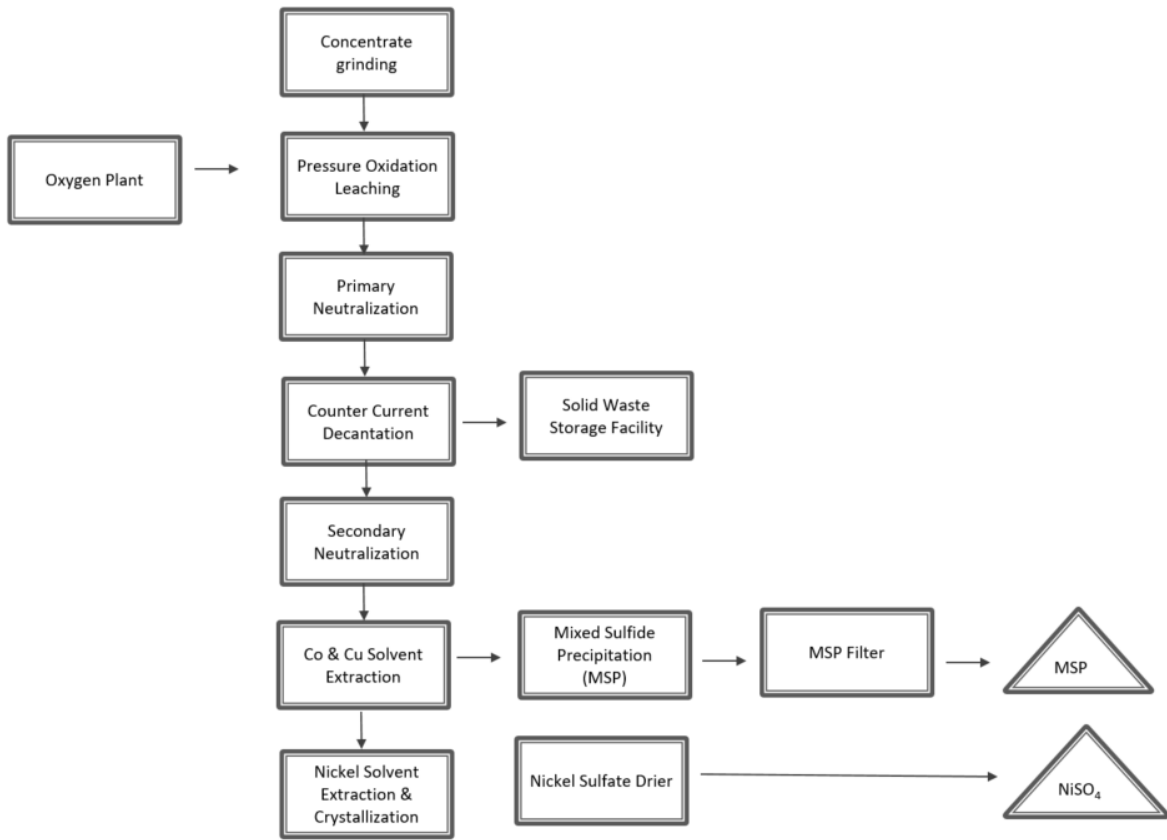 Concentrate
grinding
Oxygen Plant
Pressure Oxidation
Leaching
Primary
Neutralization
Counter Current
Decantation
Solid Waste
Storage Facility
Secondary
Neutralization
Co & Cu Solvent
Extraction
Mixed Sulfide
Precipitation
(MSP)
MSP Filter
MSP
Nickel Solvent
Extraction &
Crystallization
Nickel Sulfate Drier
NiSO₄